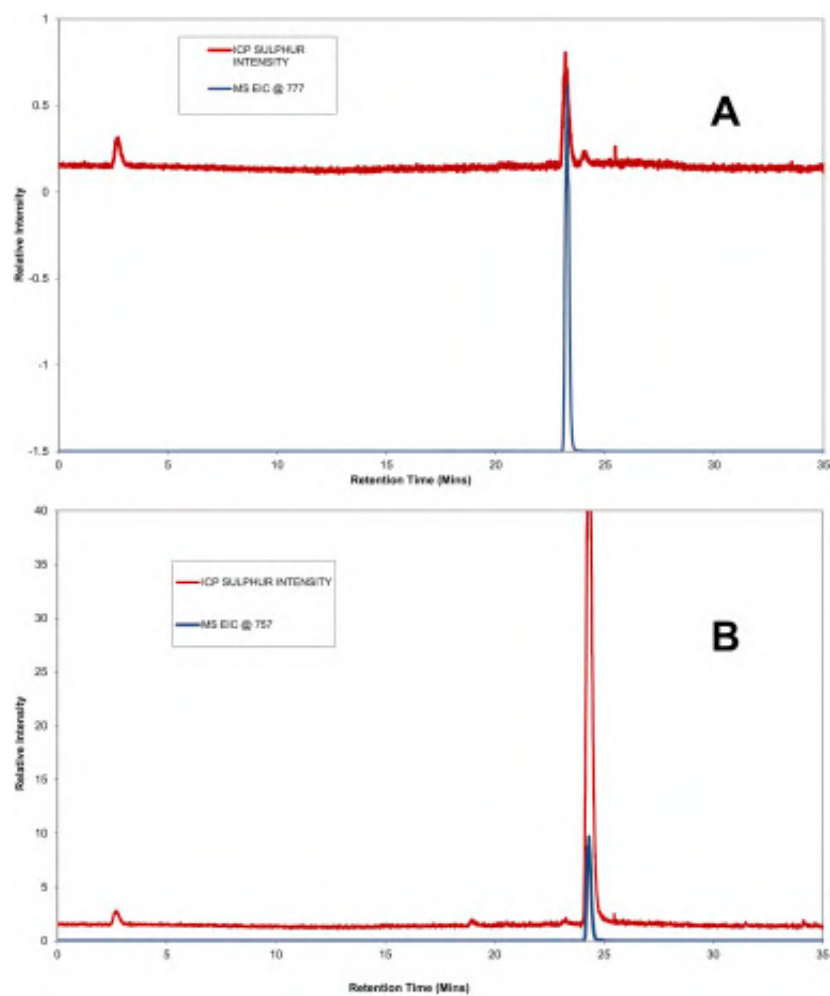 1
ICP SULPHUR
INTENSITY
MS EIC @ 777
A
0.5
0
Relative Intensity
-0.5
-1
-1.5
0 5 10 15 20 25 30 35
Retention Time (Mins)
40
35
ICP SULPHUR INTENSITY
30
MS EIC @ 757
B
25
Relative Intensity
20
15
10
5
0
0 5 10 15 20 25 30 35
Retention Time (Mins)